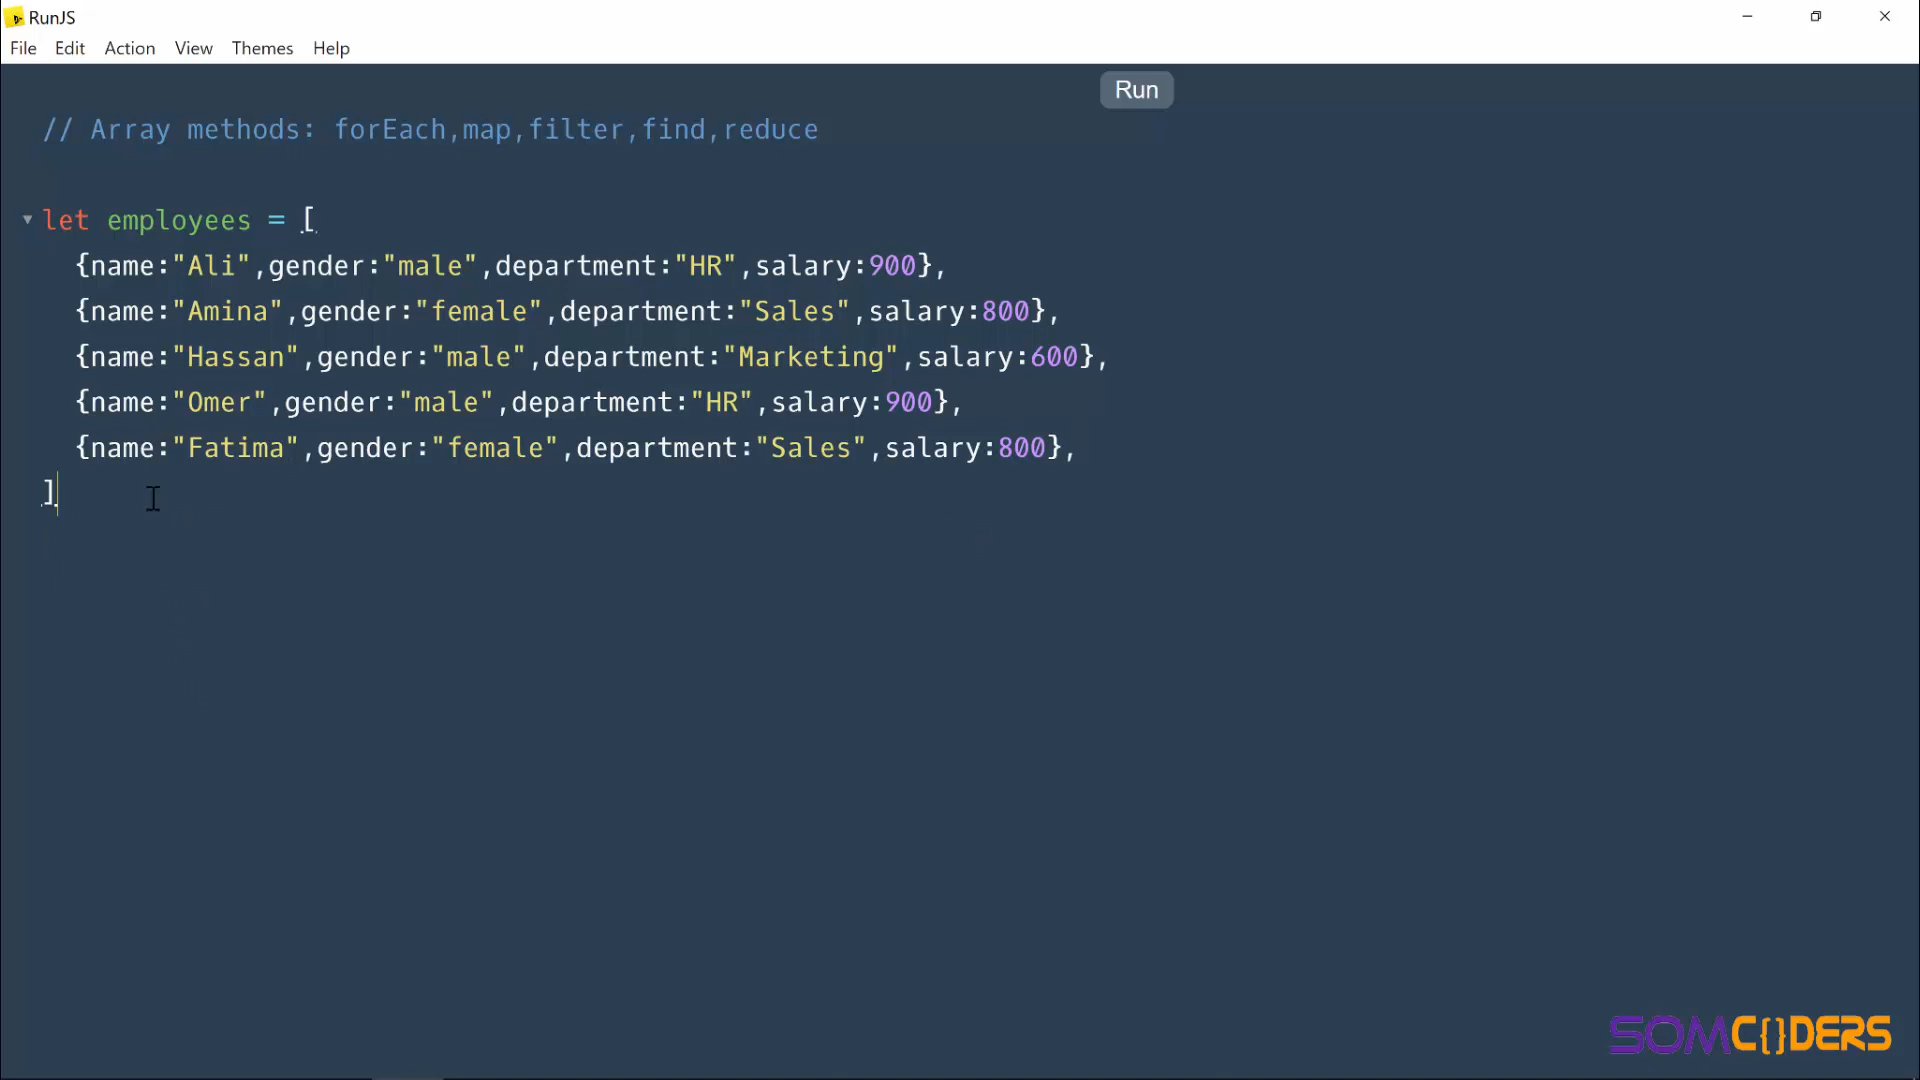 RunJS
File Edit Action View Themes Help
Run
// Array methods: forEach,map,filter,find,reduce
let employees = [
{name:"Ali",gender:"male",department:"HR",salary:900},
{name:"Amina",gender:"female",department:"Sales",salary:800},
{name:"Hassan",gender:"male",department:"Marketing",salary:600},
{name:"Omer",gender:"male",department:"HR",salary:900},
{name:"Fatima",gender:"female",department:"Sales",salary:800},
]
SOMC{}DERS